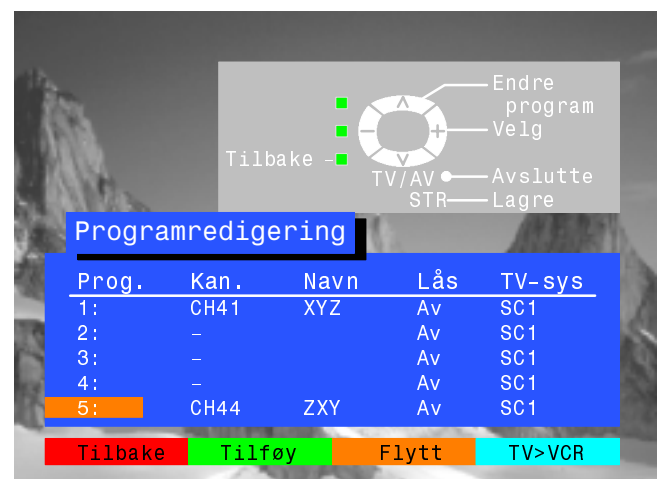 Endre
program
Velg
Tilbake
TV/AV Avslutte
STR Lagre
Programredigering
Prog. Kan. Navn Lås TV-sys
1: CH41 XYZ Av SC1
2: – Av SC1
3: – Av SC1
4: – Av SC1
5: CH44 ZXY Av SC1
Tilbake Tilføy Flytt TV>VCR